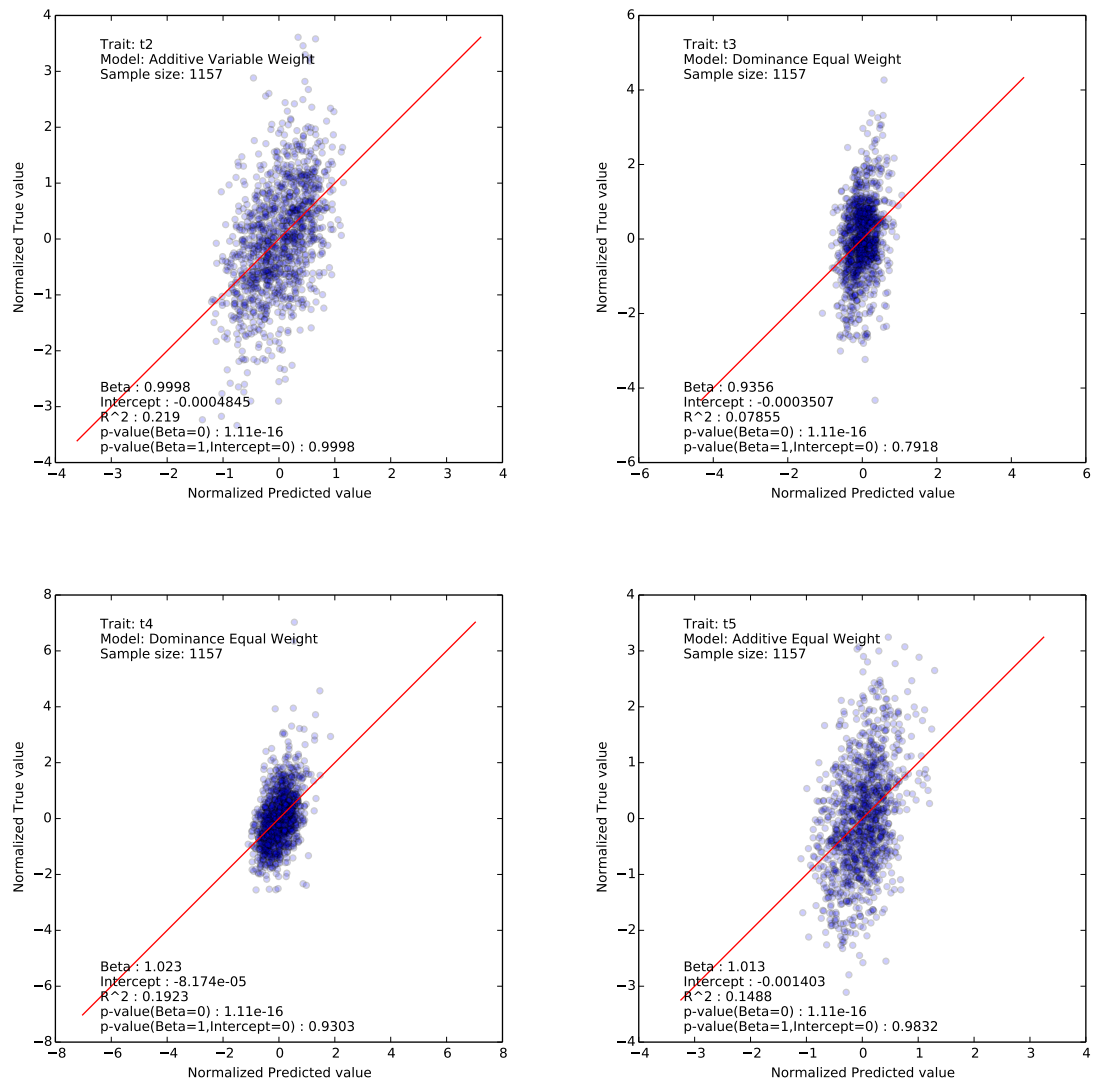 4
3
2
1
0
−1
−2
−3
−4
Trait: t2
Model: Additive Variable Weight
Sample size: 1157
Beta : 0.9998
Intercept : -0.0004845
R^2 : 0.219
p-value(Beta=0) : 1.11e-16
p-value(Beta=1,Intercept=0) : 0.9998
−4 −3 −2 −1 0 1 2 3 4
Normalized Predicted value
Normalized True value
6
4
2
0
−2
−4
−6
Trait: t3
Model: Dominance Equal Weight
Sample size: 1157
Beta : 0.9356
Intercept : -0.0003507
R^2 : 0.07855
p-value(Beta=0) : 1.11e-16
p-value(Beta=1,Intercept=0) : 0.7918
−6 −4 −2 0 2 4 6
Normalized Predicted value
Normalized True value
8
6
4
2
0
−2
−4
−6
−8
Trait: t4
Model: Dominance Equal Weight
Sample size: 1157
Beta : 1.023
Intercept : -8.174e-05
R^2 : 0.1923
p-value(Beta=0) : 1.11e-16
p-value(Beta=1,Intercept=0) : 0.9303
−8 −6 −4 −2 0 2 4 6 8
Normalized Predicted value
Normalized True value
4
3
2
1
0
−1
−2
−3
−4
Trait: t5
Model: Additive Equal Weight
Sample size: 1157
Beta : 1.013
Intercept : -0.001403
R^2 : 0.1488
p-value(Beta=0) : 1.11e-16
p-value(Beta=1,Intercept=0) : 0.9832
−4 −3 −2 −1 0 1 2 3 4
Normalized Predicted value
Normalized True value